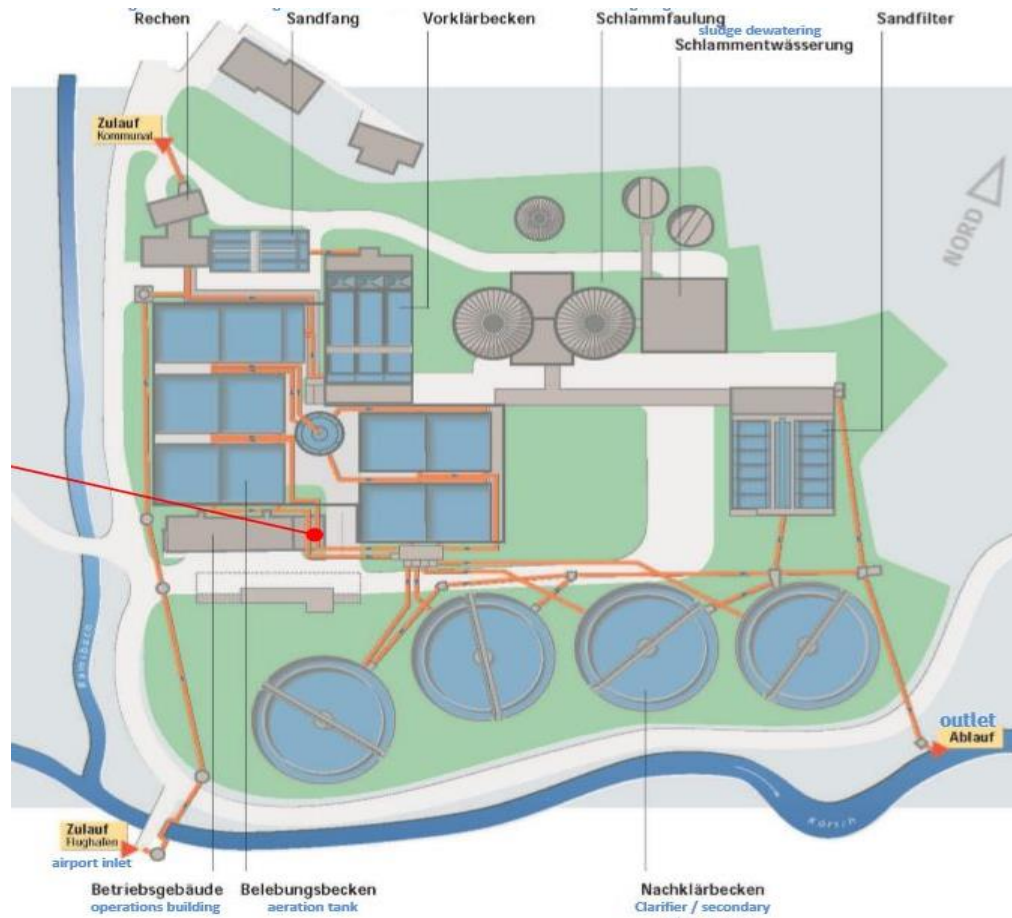 Rechen
Sandfang
Vorklärbecken
Schlammfaulung
sludge dewatering
Schlammentwässerung
Sandfilter
Zulauf
Kommunal
NORD
outlet
Ablauf
Körsch
Zulauf
Flughafen
airport inlet
Betriebsgebäude
operations building
Belebungsbecken
aeration tank
Nachklärbecken
Clarifier / secondary